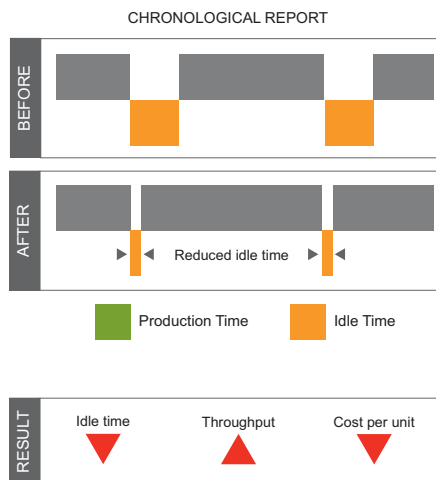 CHRONOLOGICAL REPORT
BEFORE
AFTER
Reduced idle time
Production Time
Idle Time
RESULT
Idle time
Throughput
Cost per unit